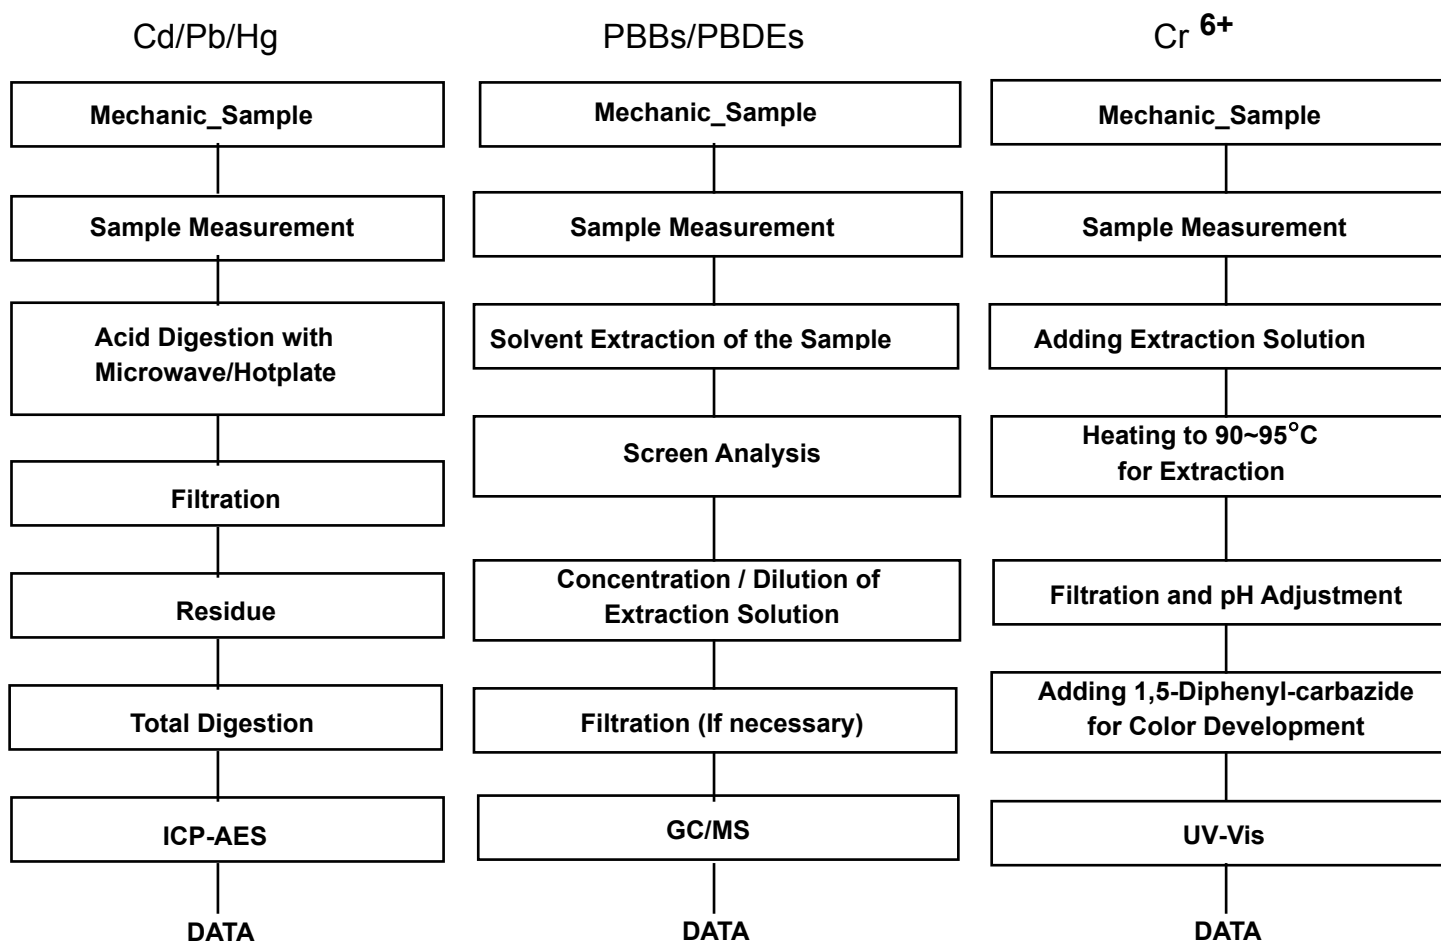 Cd/Pb/Hg
Mechanic_Sample
Sample Measurement
Acid Digestion with
Microwave/Hotplate
Filtration
Residue
Total Digestion
ICP-AES
DATA
PBBs/PBDEs
Mechanic_Sample
Sample Measurement
Solvent Extraction of the Sample
Screen Analysis
Concentration / Dilution of
Extraction Solution
Filtration (If necessary)
GC/MS
DATA
Cr 6+
Mechanic_Sample
Sample Measurement
Adding Extraction Solution
Heating to 90~95°C
for Extraction
Filtration and pH Adjustment
Adding 1,5-Diphenyl-carbazide
for Color Development
UV-Vis
DATA